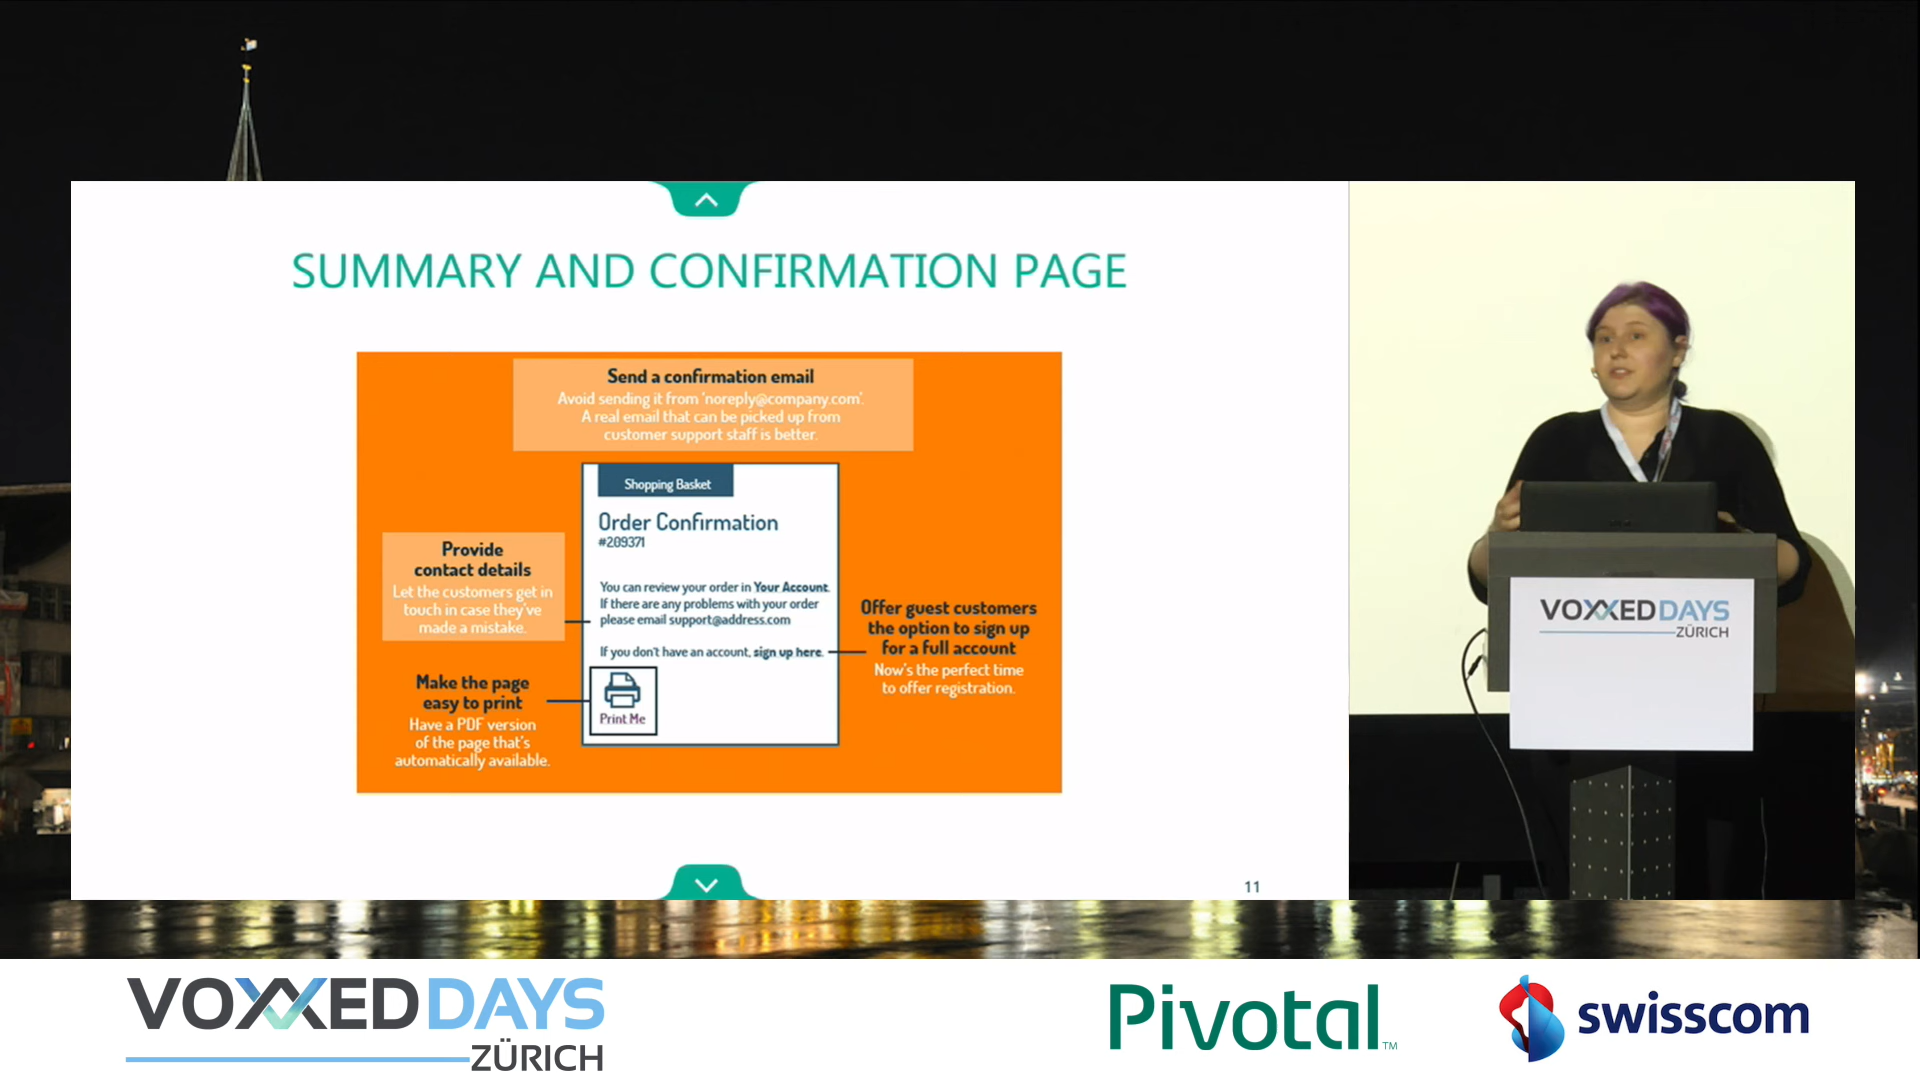 SUMMARY AND CONFIRMATION PAGE
Send a confirmation email
Avoid sending it from 'noreply@company.com'.
A real email that can be picked up from
customer support staff is better.
Shopping Basket
Order Confirmation
#209371
Provide
contact details
Let the customers get in
touch in case they've
made a mistake.
You can review your order in Your Account.
If there are any problems with your order
please email support@address.com
If you don't have an account, sign up here.
Offer guest customers
the option to sign up
for a full account
Now's the perfect time
to offer registration.
Make the page
easy to print
Have a PDF version
of the page that's
automatically available.
Print Me
11
VOXXEDDAYS
ZÜRICH
VOXXEDDAYS
ZÜRICH
Pivotal™
swisscom